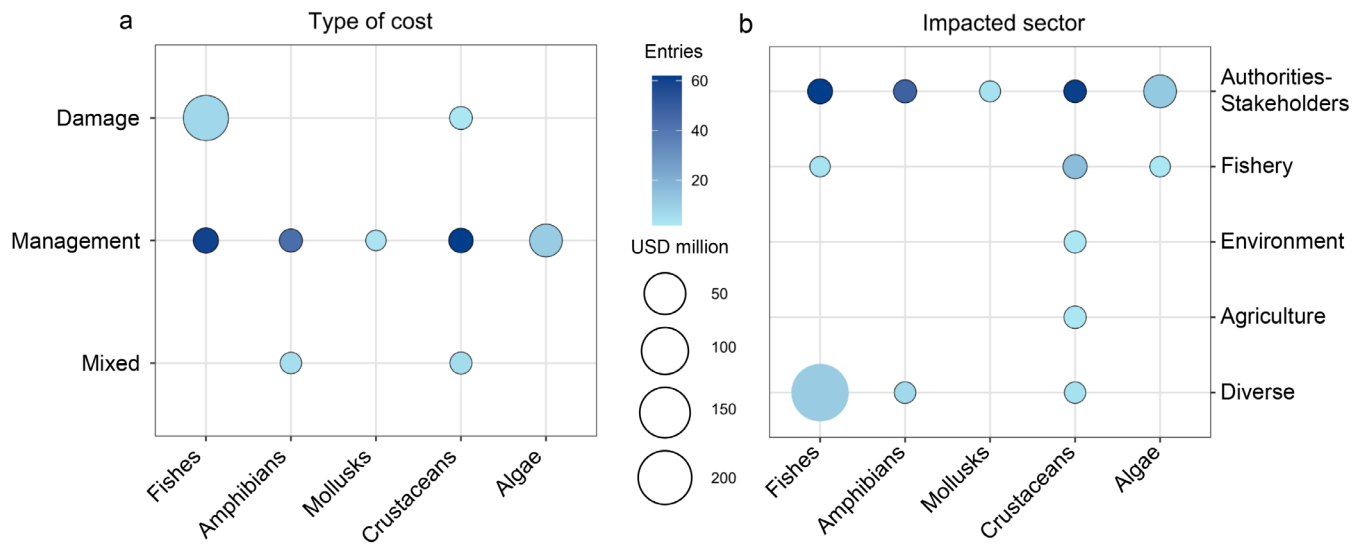 a
Type of cost
Damage
Management
Mixed
Fishes
Amphibians
Mollusks
Crustaceans
Algae
Entries
60
40
20
USD million
50
100
150
200
b
Impacted sector
Authorities-
Stakeholders
Fishery
Environment
Agriculture
Diverse
Fishes
Amphibians
Mollusks
Crustaceans
Algae